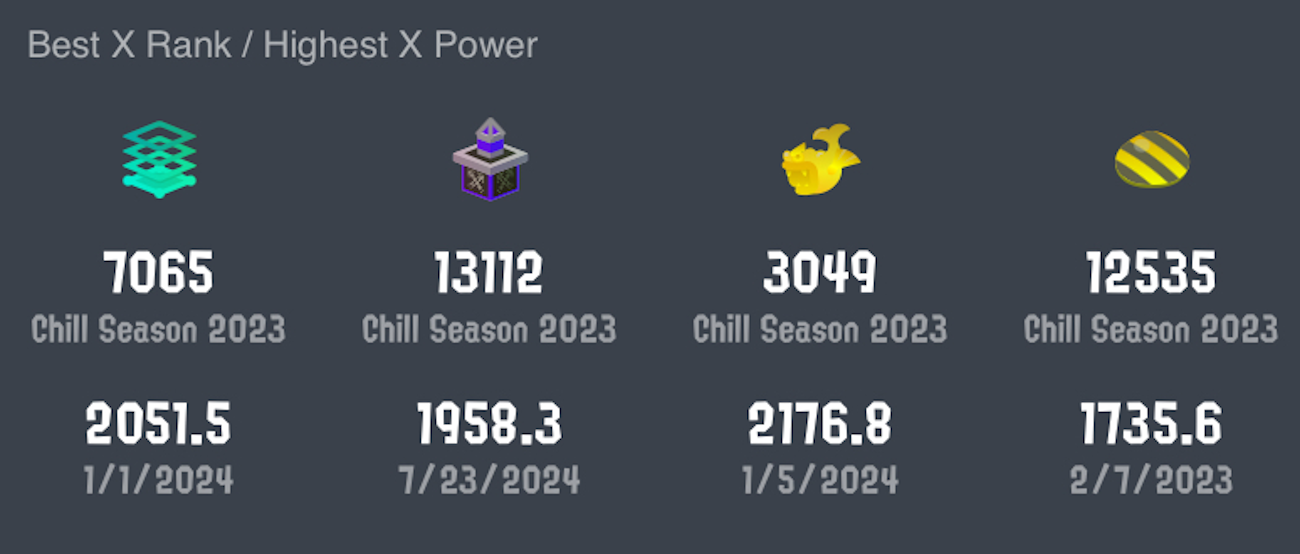 Best X Rank / Highest X Power
7065 13112 3049 12535
Chill Season 2023 Chill Season 2023 Chill Season 2023 Chill Season 2023
2051.5 1958.3 2176.8 1735.6
1/1/2024 7/23/2024 1/5/2024 2/7/2023